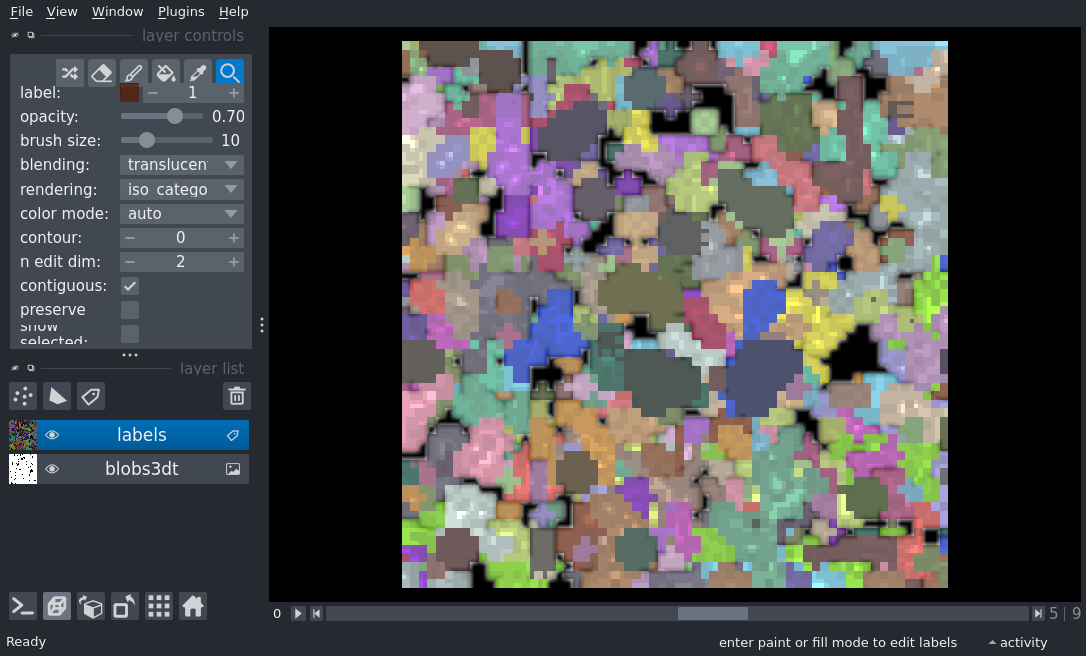 File View Window Plugins Help
layer controls
label: 1
opacity: 0.70
brush size: 10
blending: translucen
rendering: iso_catego
color mode: auto
contour: 0
n edit dim: 2
contiguous:
preserve
show
selected:
layer list
labels
blobs3dt
0 5 | 9
Ready enter paint or fill mode to edit labels activity